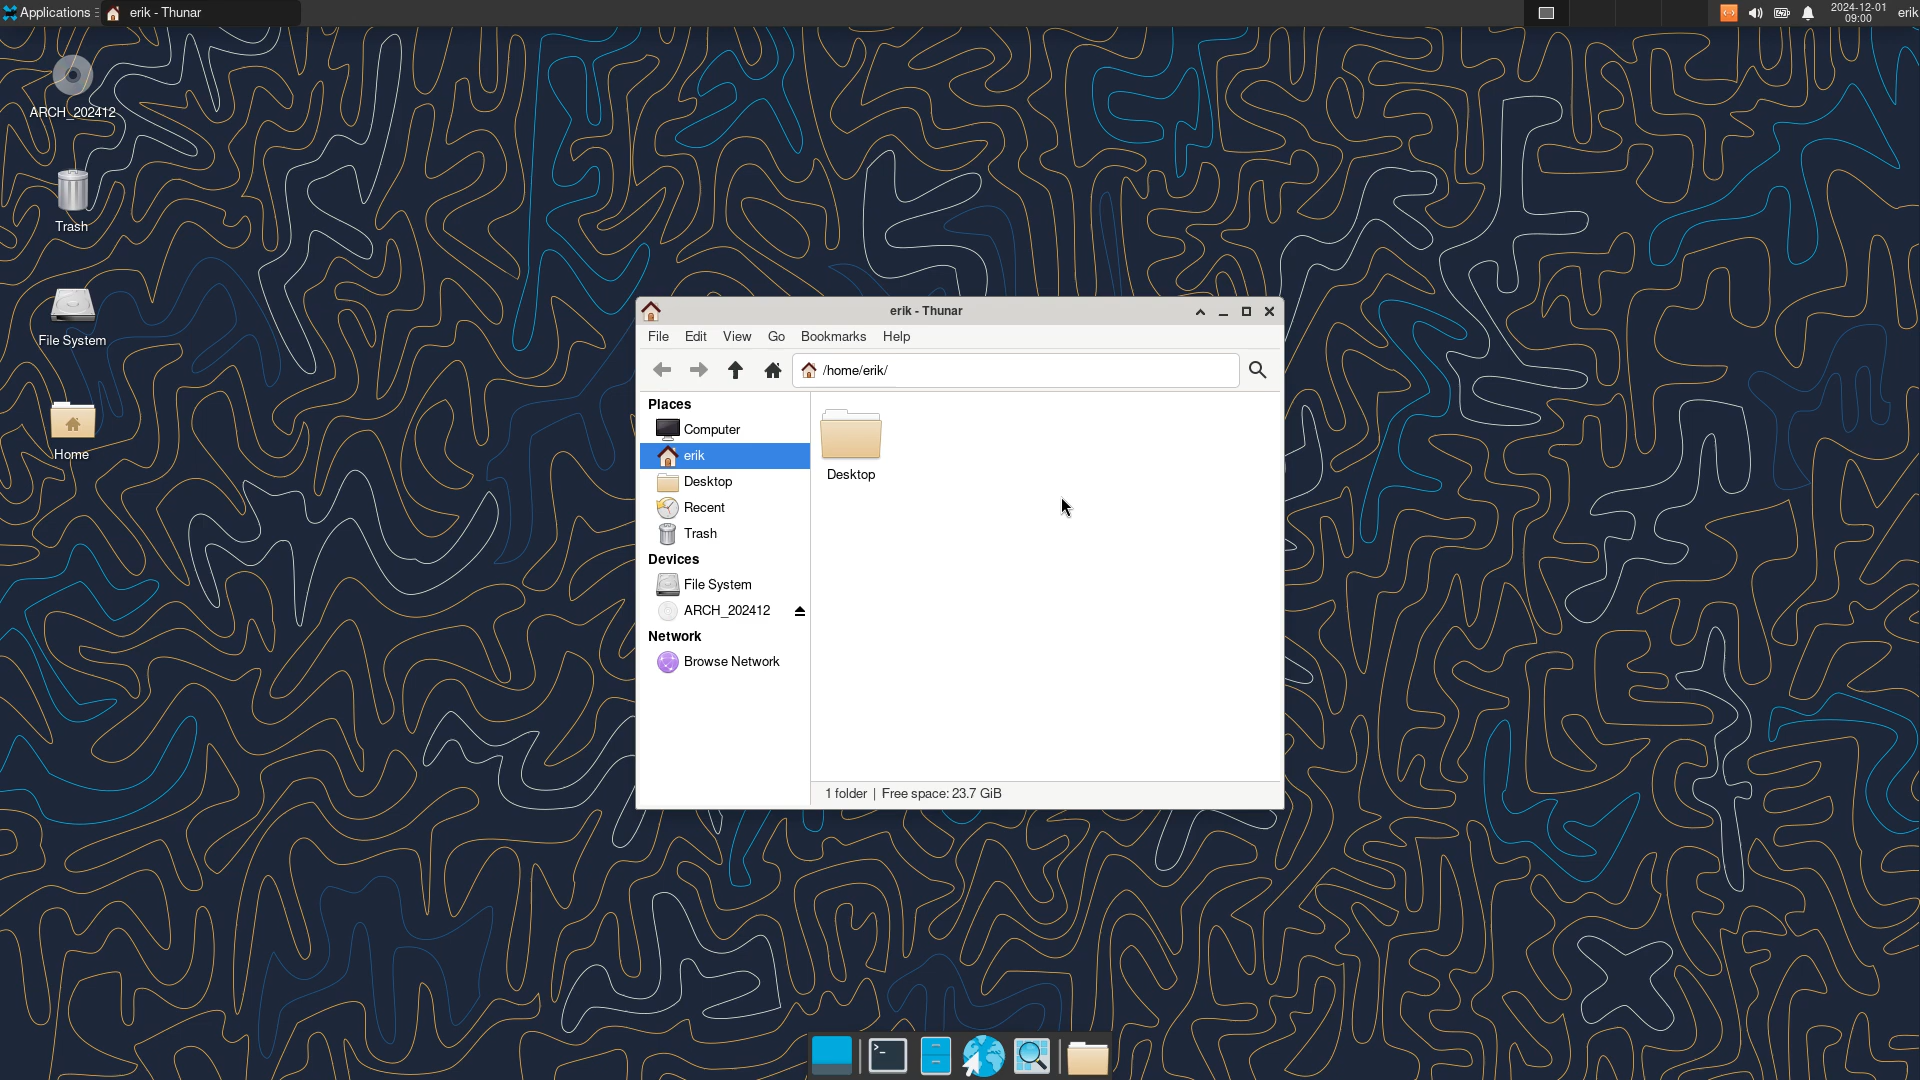 Applications
erik - Thunar
2024-12-01
09:00
erik
ARCH_202412
Trash
File System
Home
erik - Thunar
File Edit View Go Bookmarks Help
/home/erik/
Places
Computer
erik
Desktop
Recent
Trash
Devices
File System
ARCH_202412
Network
Browse Network
Desktop
1 folder | Free space: 23.7 GiB